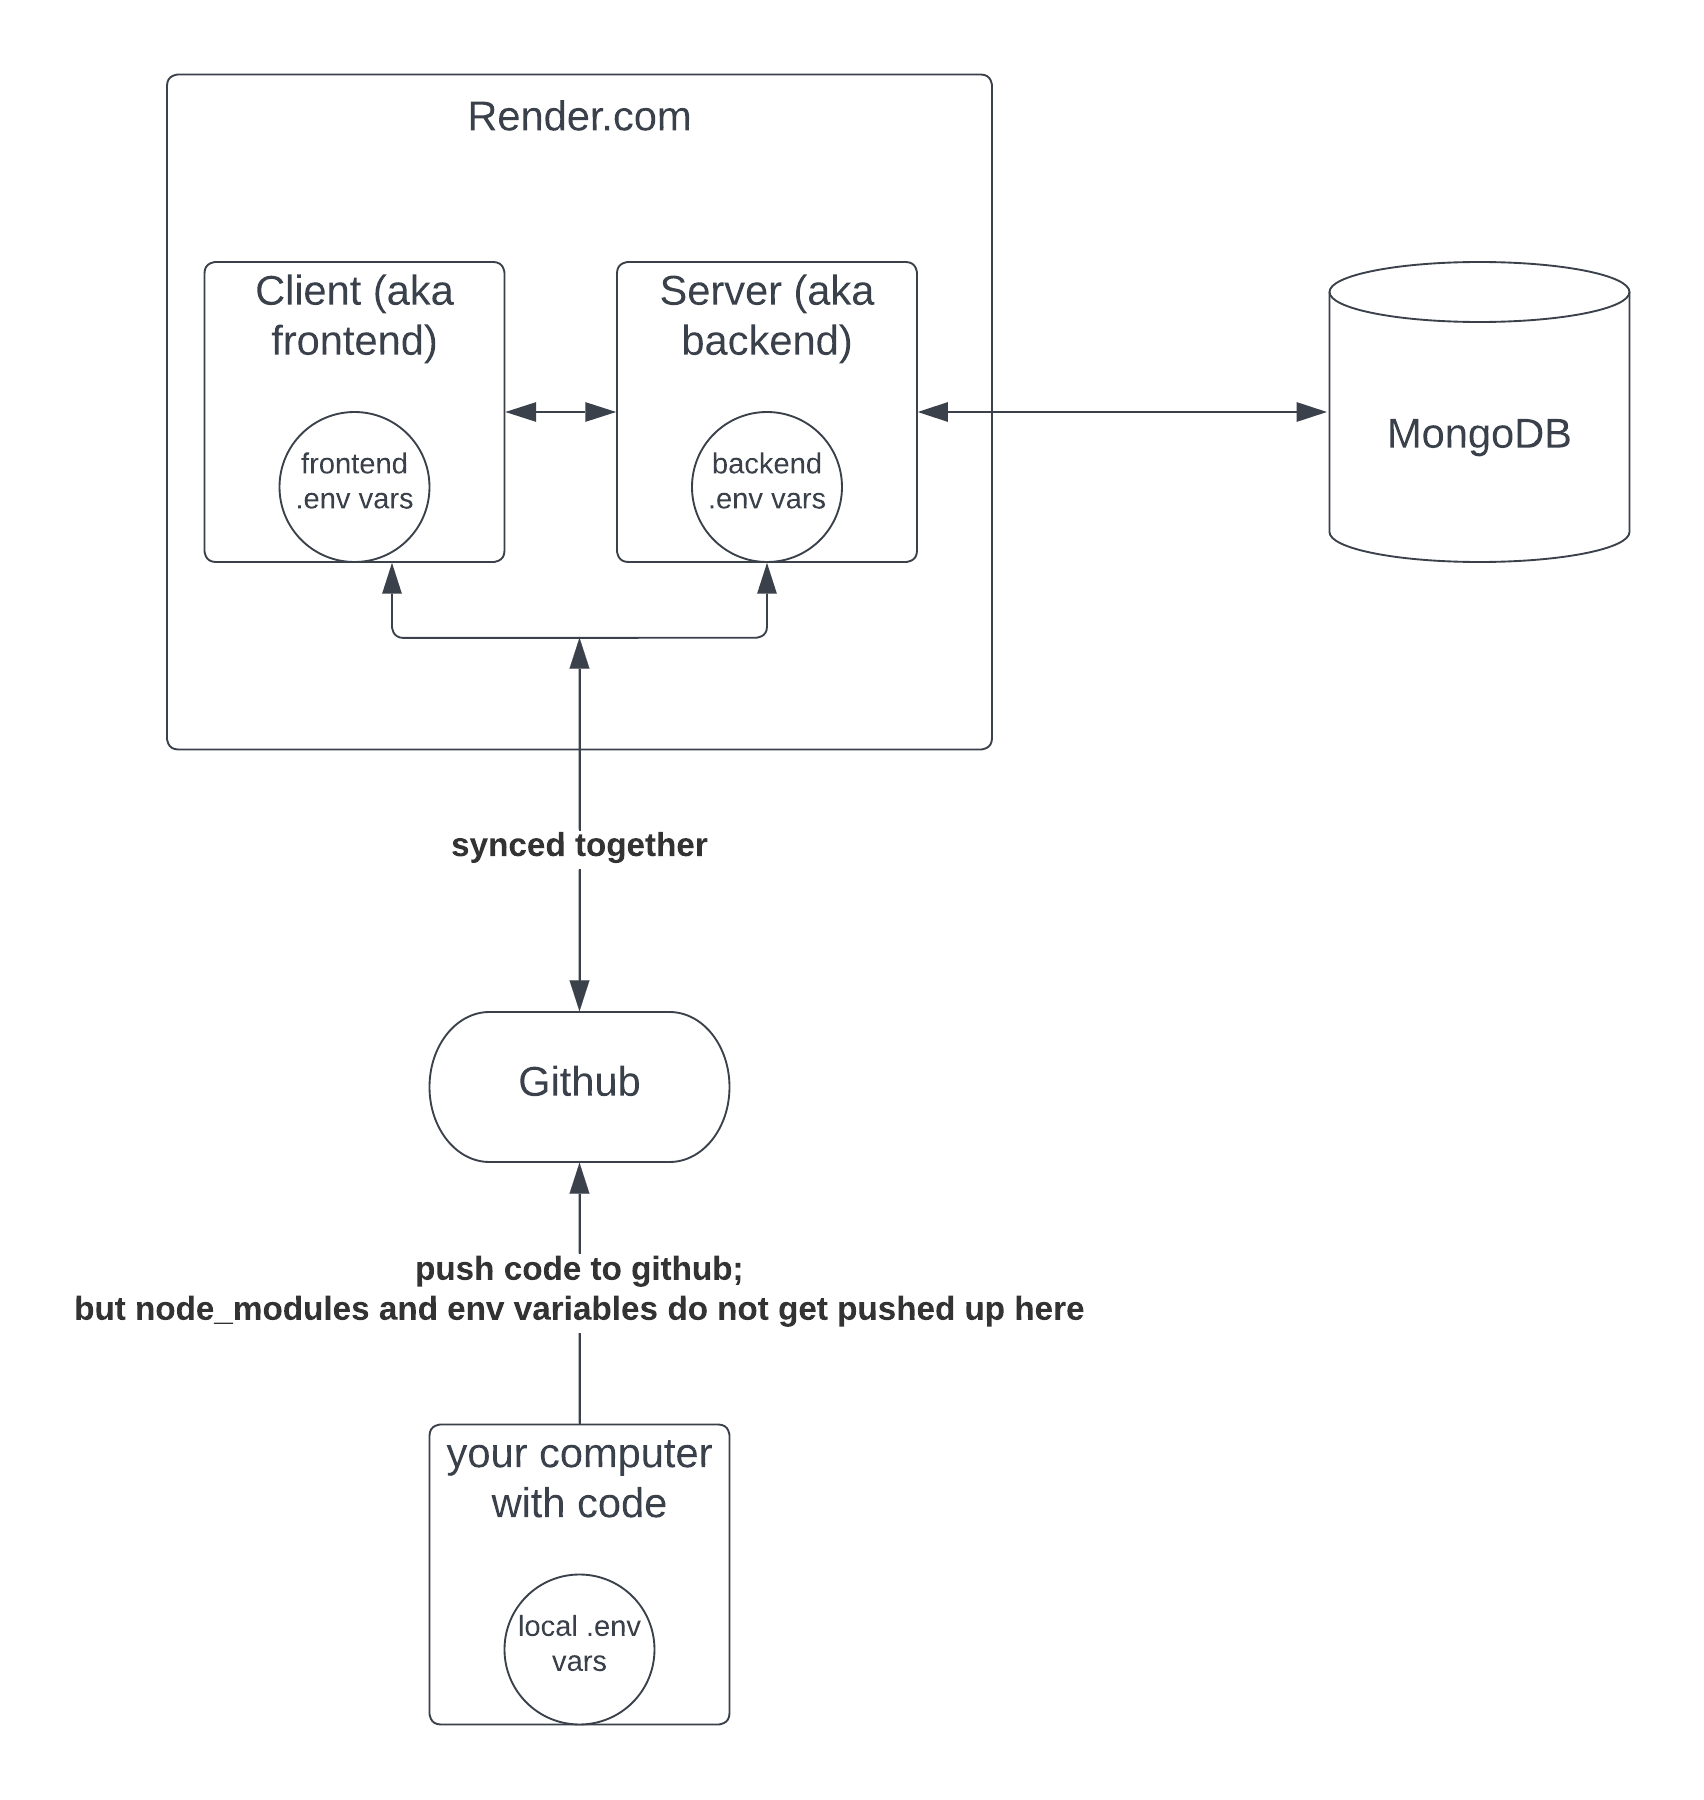 Render.com
Client (aka
frontend)
frontend
.env vars
Server (aka
backend)
backend
.env vars
MongoDB
synced together
Github
push code to github;
but node_modules and env variables do not get pushed up here
your computer
with code
local .env
vars